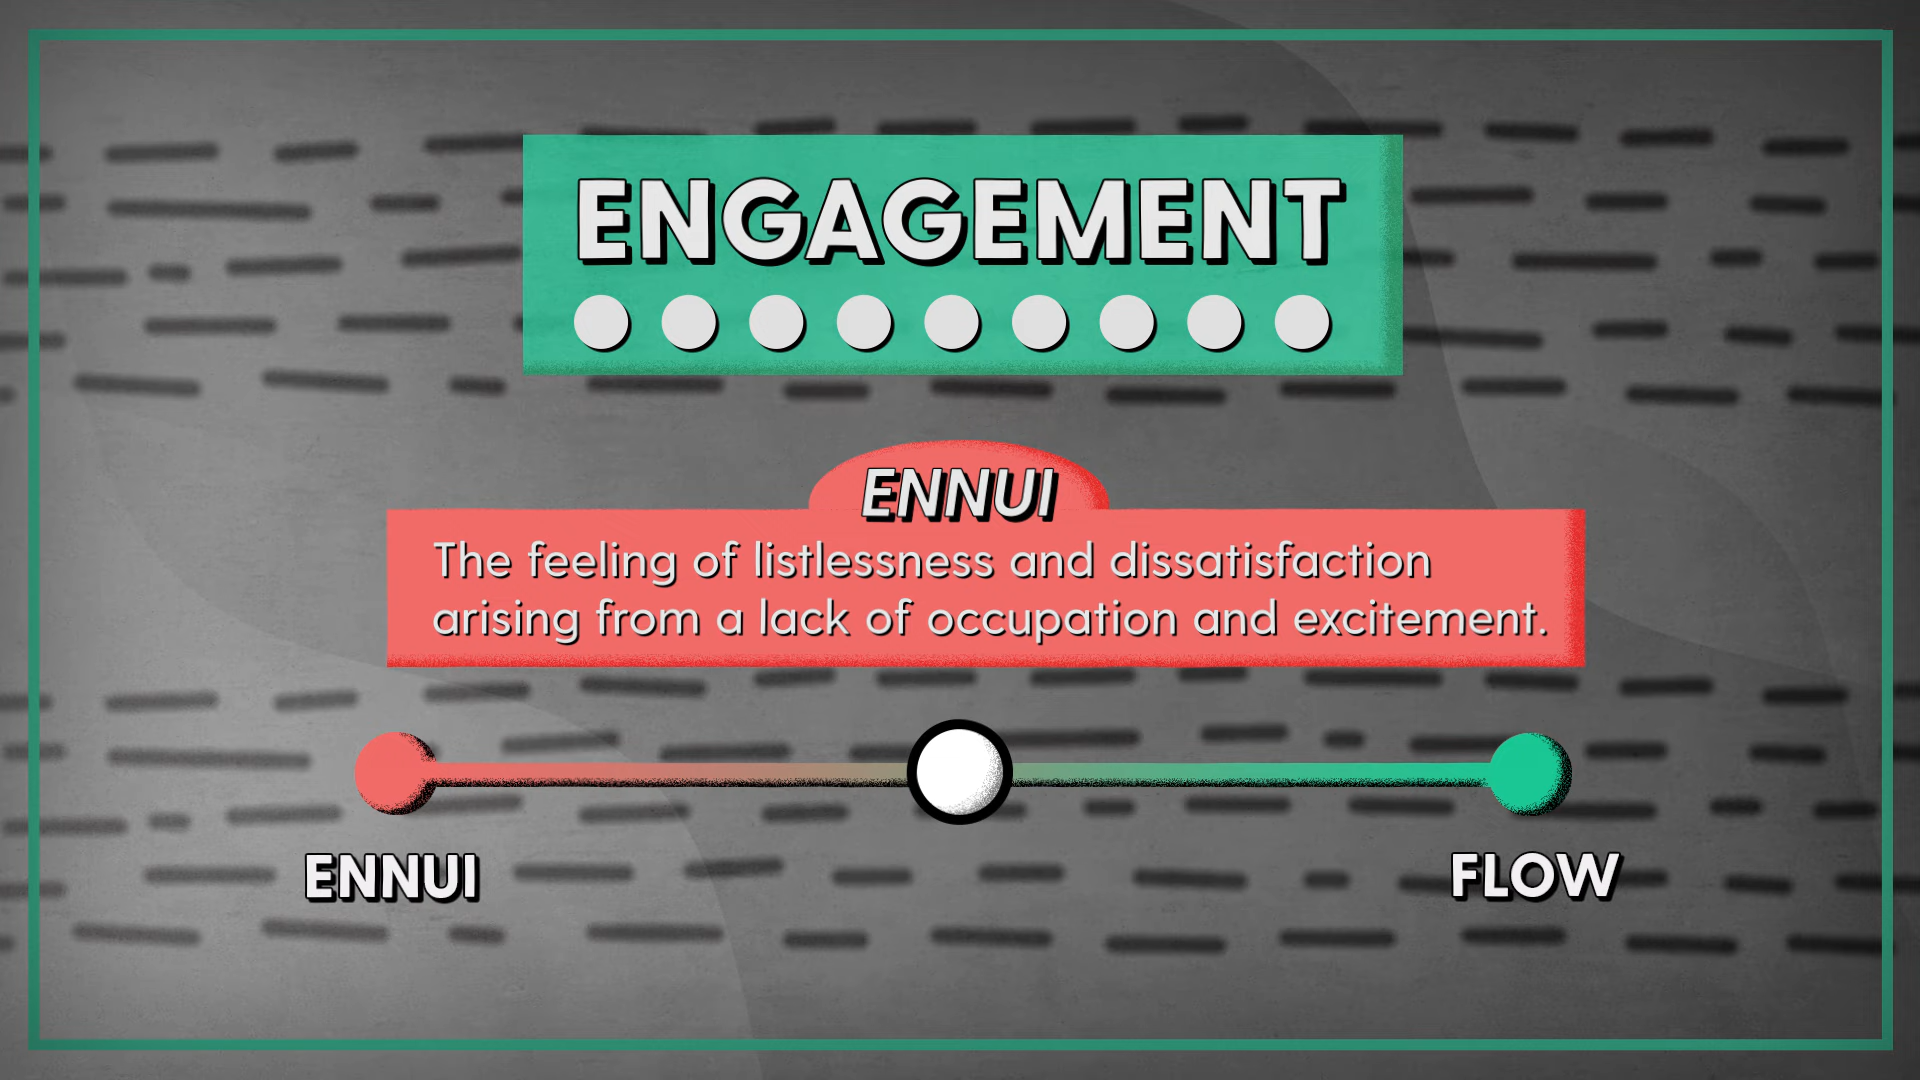 ENGAGEMENT
ENNUI
The feeling of listlessness and dissatisfaction
arising from a lack of occupation and excitement.
ENNUI
FLOW